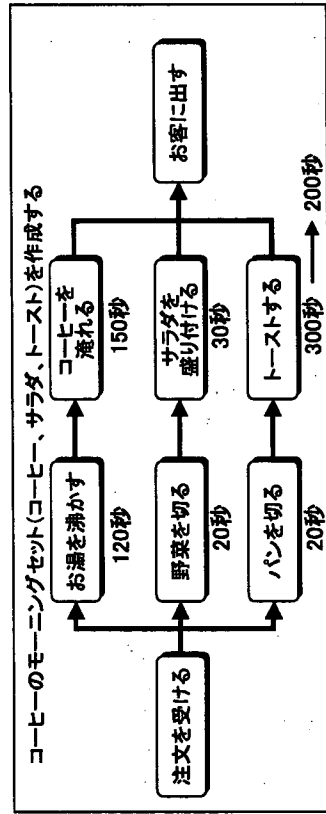 コーヒーのモーニングセット(コーヒー、サラダ、トースト)を作成する
注文を受ける
お湯を沸かす
120秒
コーヒーを
淹れる
150秒
野菜を切る
20秒
サラダを
盛り付ける
30秒
パンを切る
20秒
トーストする
300秒 → 200秒
お客に出す